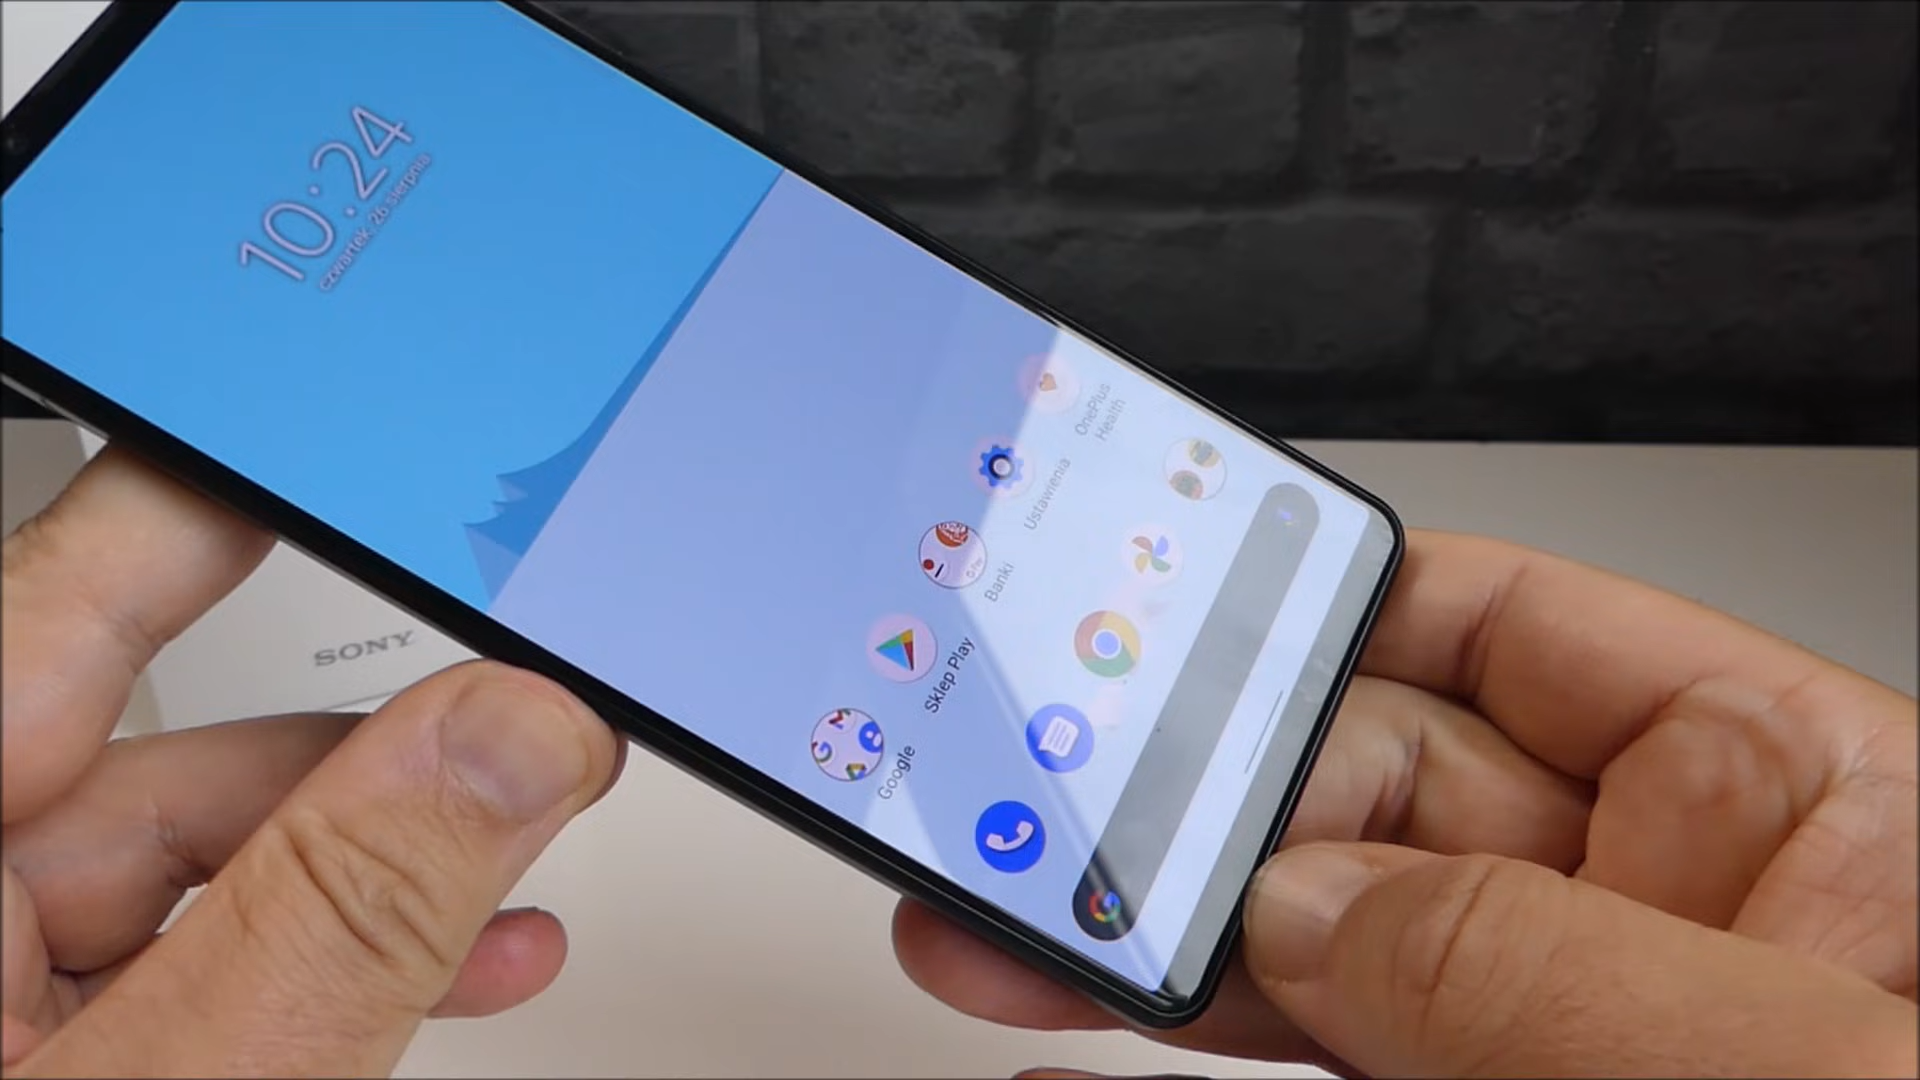 10:24
czwartek, 26 sierpnia
OnePlus
Health
Ustawienia
Banki
Sklep Play
Google
SONY